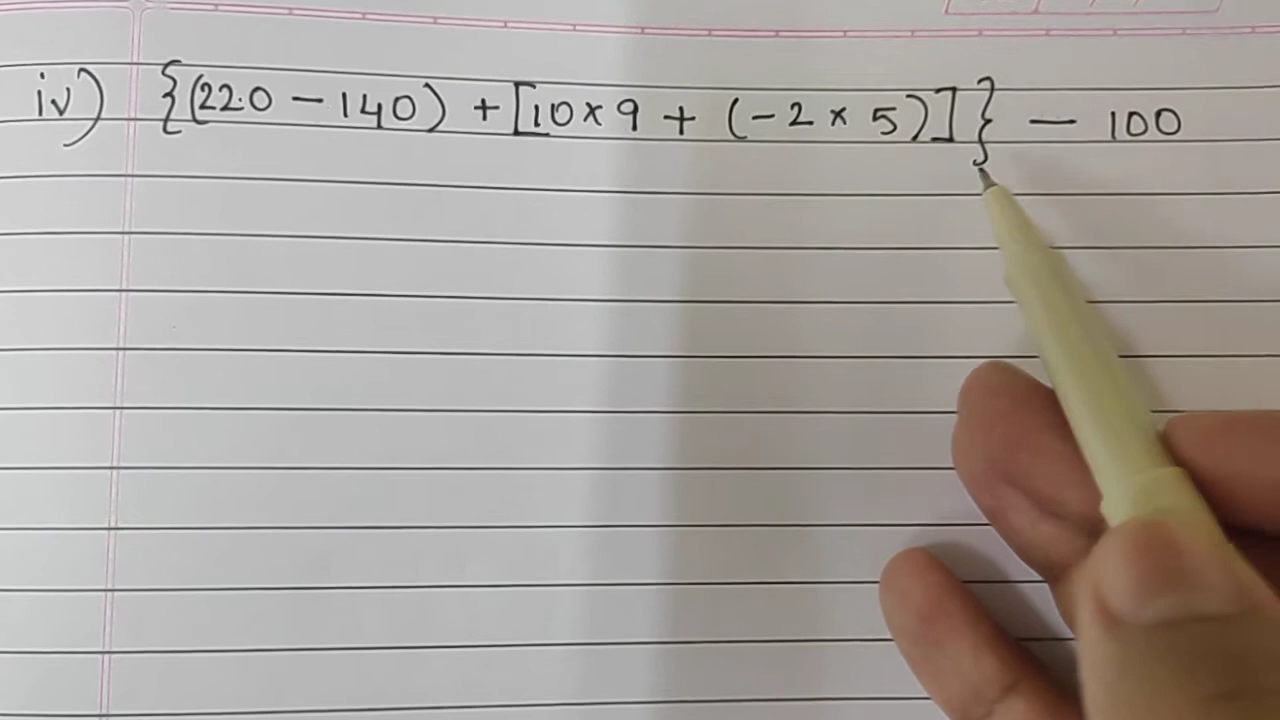 iv) {(220 - 140) + [10 × 9 + (-2 × 5)]} - 100